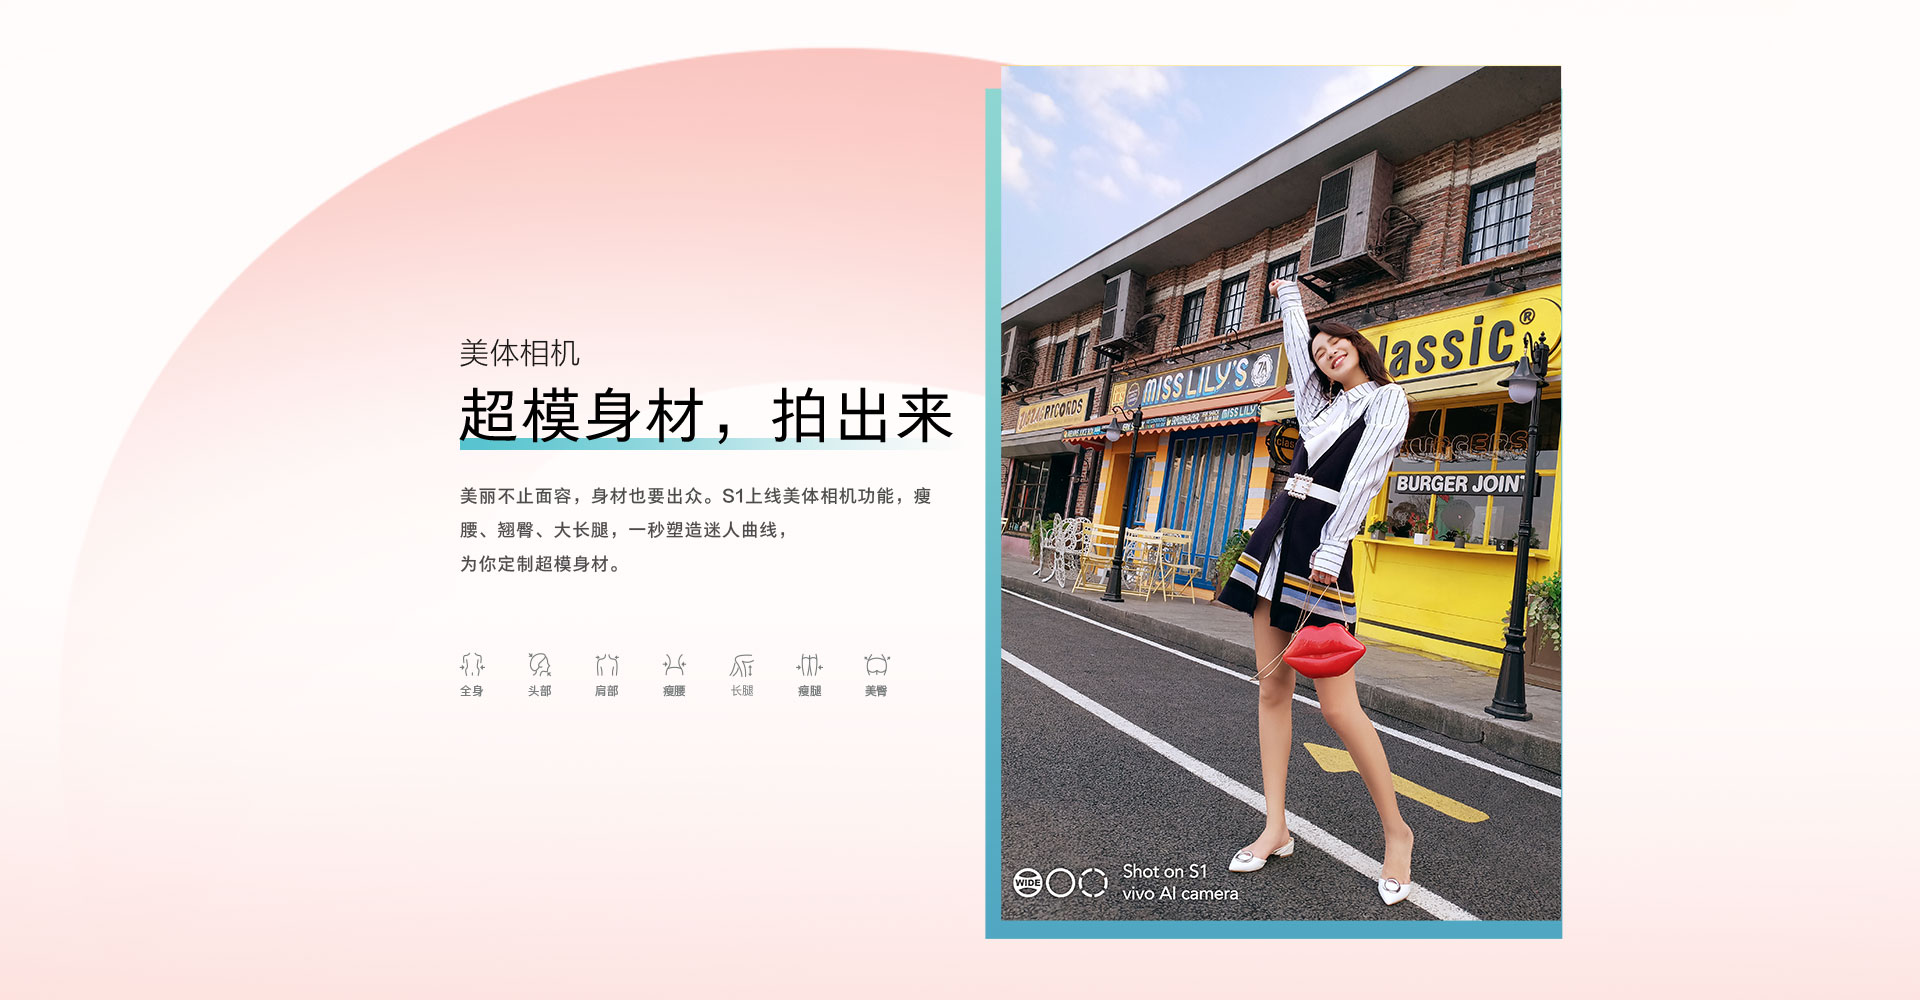 美体相机
超模身材，拍出来
美丽不止面容，身材也要出众。S1上线美体相机功能，瘦
腰、翘臀、大长腿，一秒塑造迷人曲线，
为你定制超模身材。
全身 头部 肩部 瘦腰 长腿 瘦腿 美臀
lassic®
MISS LILY'S
RECORDS
MISS LILY'S
clas
BURGERS
BURGER JOINT
WIDE
Shot on S1
vivo AI camera